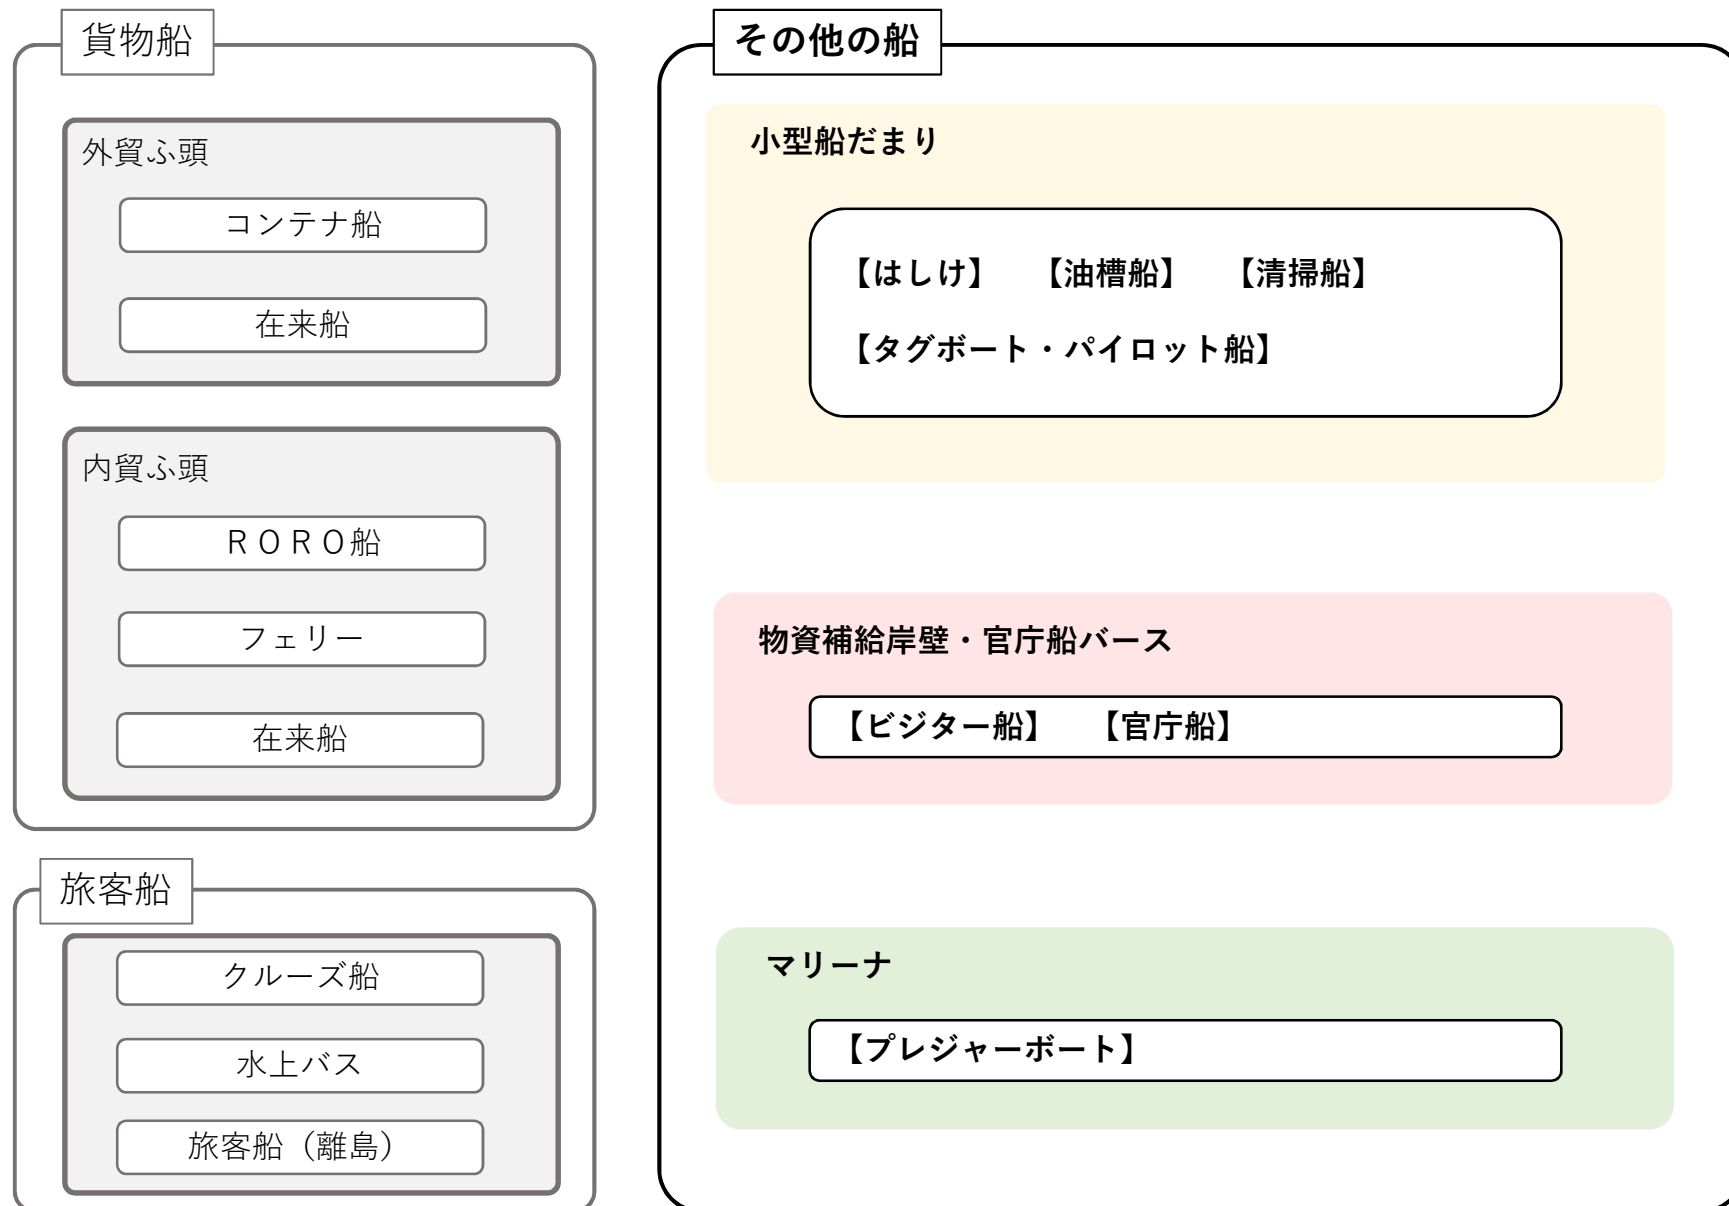 貨物船
外貿ふ頭
コンテナ船
在来船
内貿ふ頭
ＲＯＲＯ船
フェリー
在来船
旅客船
クルーズ船
水上バス
旅客船（離島）
その他の船
小型船だまり
【はしけ】　【油槽船】　【清掃船】
【タグボート・パイロット船】
物資補給岸壁・官庁船バース
【ビジター船】　【官庁船】
マリーナ
【プレジャーボート】